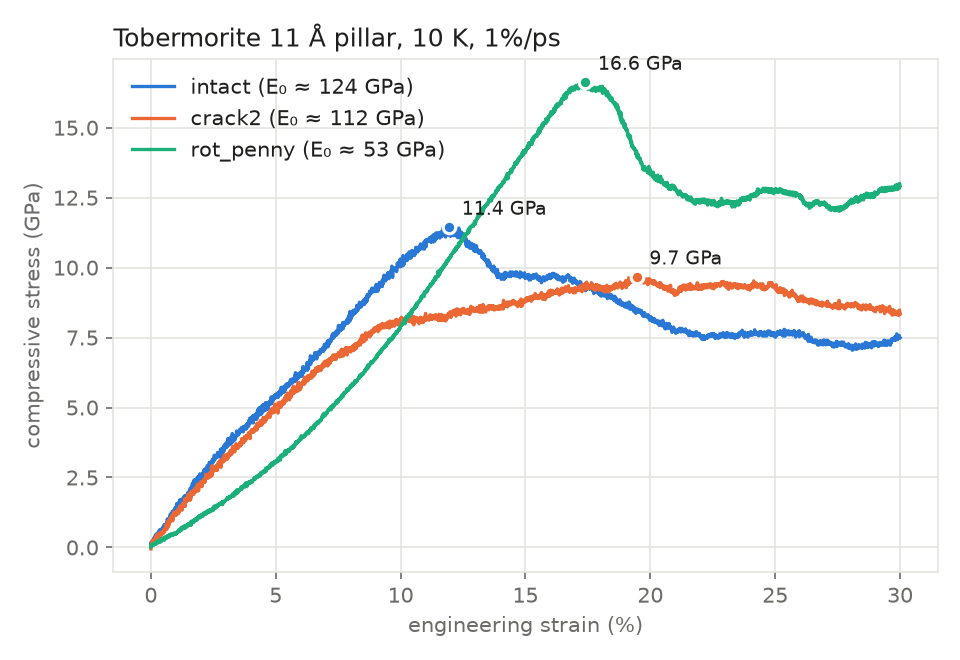 Tobermorite 11 Å pillar, 10 K, 1%/ps
16.6 GPa
intact (E₀ ≈ 124 GPa)
crack2 (E₀ ≈ 112 GPa)
rot_penny (E₀ ≈ 53 GPa)
11.4 GPa
9.7 GPa
compressive stress (GPa)
15.0
12.5
10.0
7.5
5.0
2.5
0.0
0 5 10 15 20 25 30
engineering strain (%)